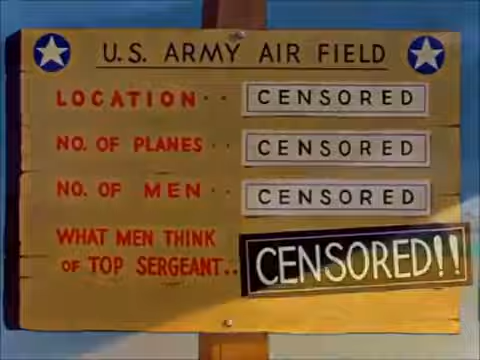 U.S. ARMY AIR FIELD
LOCATION·· CENSORED
NO. OF PLANES·· CENSORED
NO. OF MEN·· CENSORED
WHAT MEN THINK
OF TOP SERGEANT.. CENSORED!!